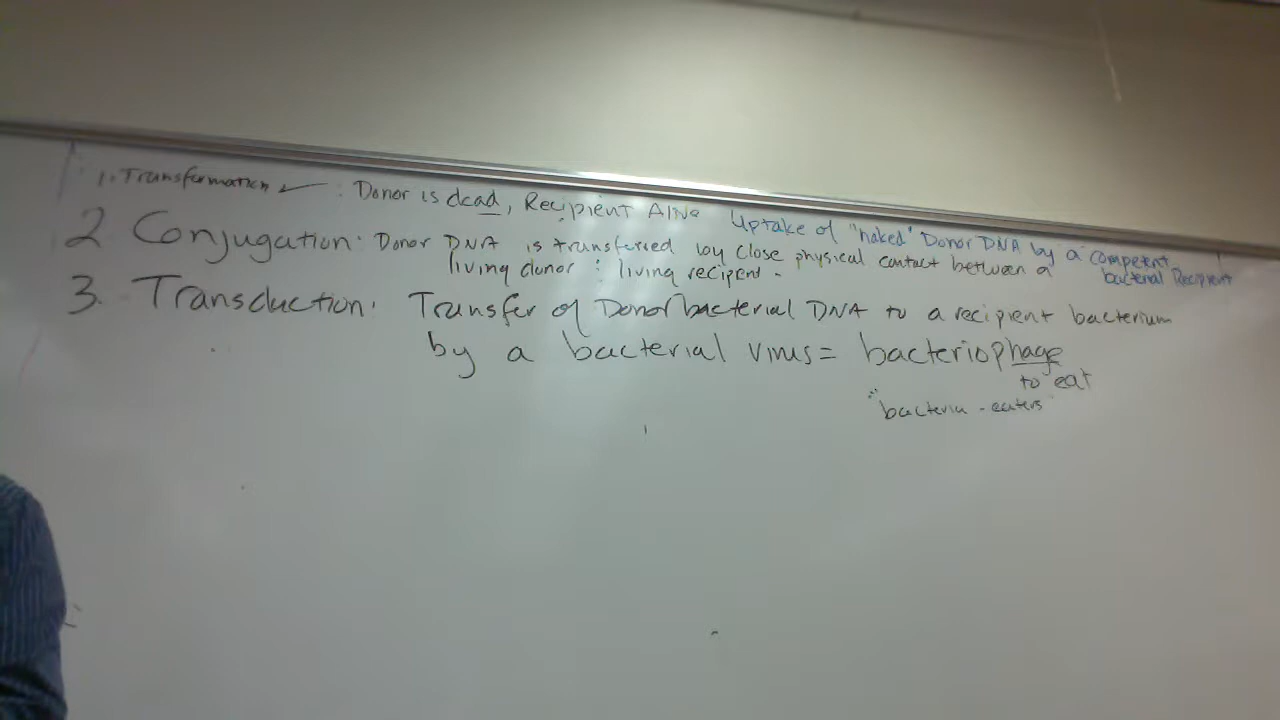 1. Transformation ✓ : Donor is dead, Recipient Alive Uptake of "naked" Donor DNA by a competent
bacterial Recipient
2 Conjugation: Donor DNA is transferred by close physical contact between a
living donor : living recipient.
3. Transduction: Transfer of Donor bacterial DNA to a recipient bacterium
by a bacterial virus = bacteriophage
to eat
"bacteria-eaters"